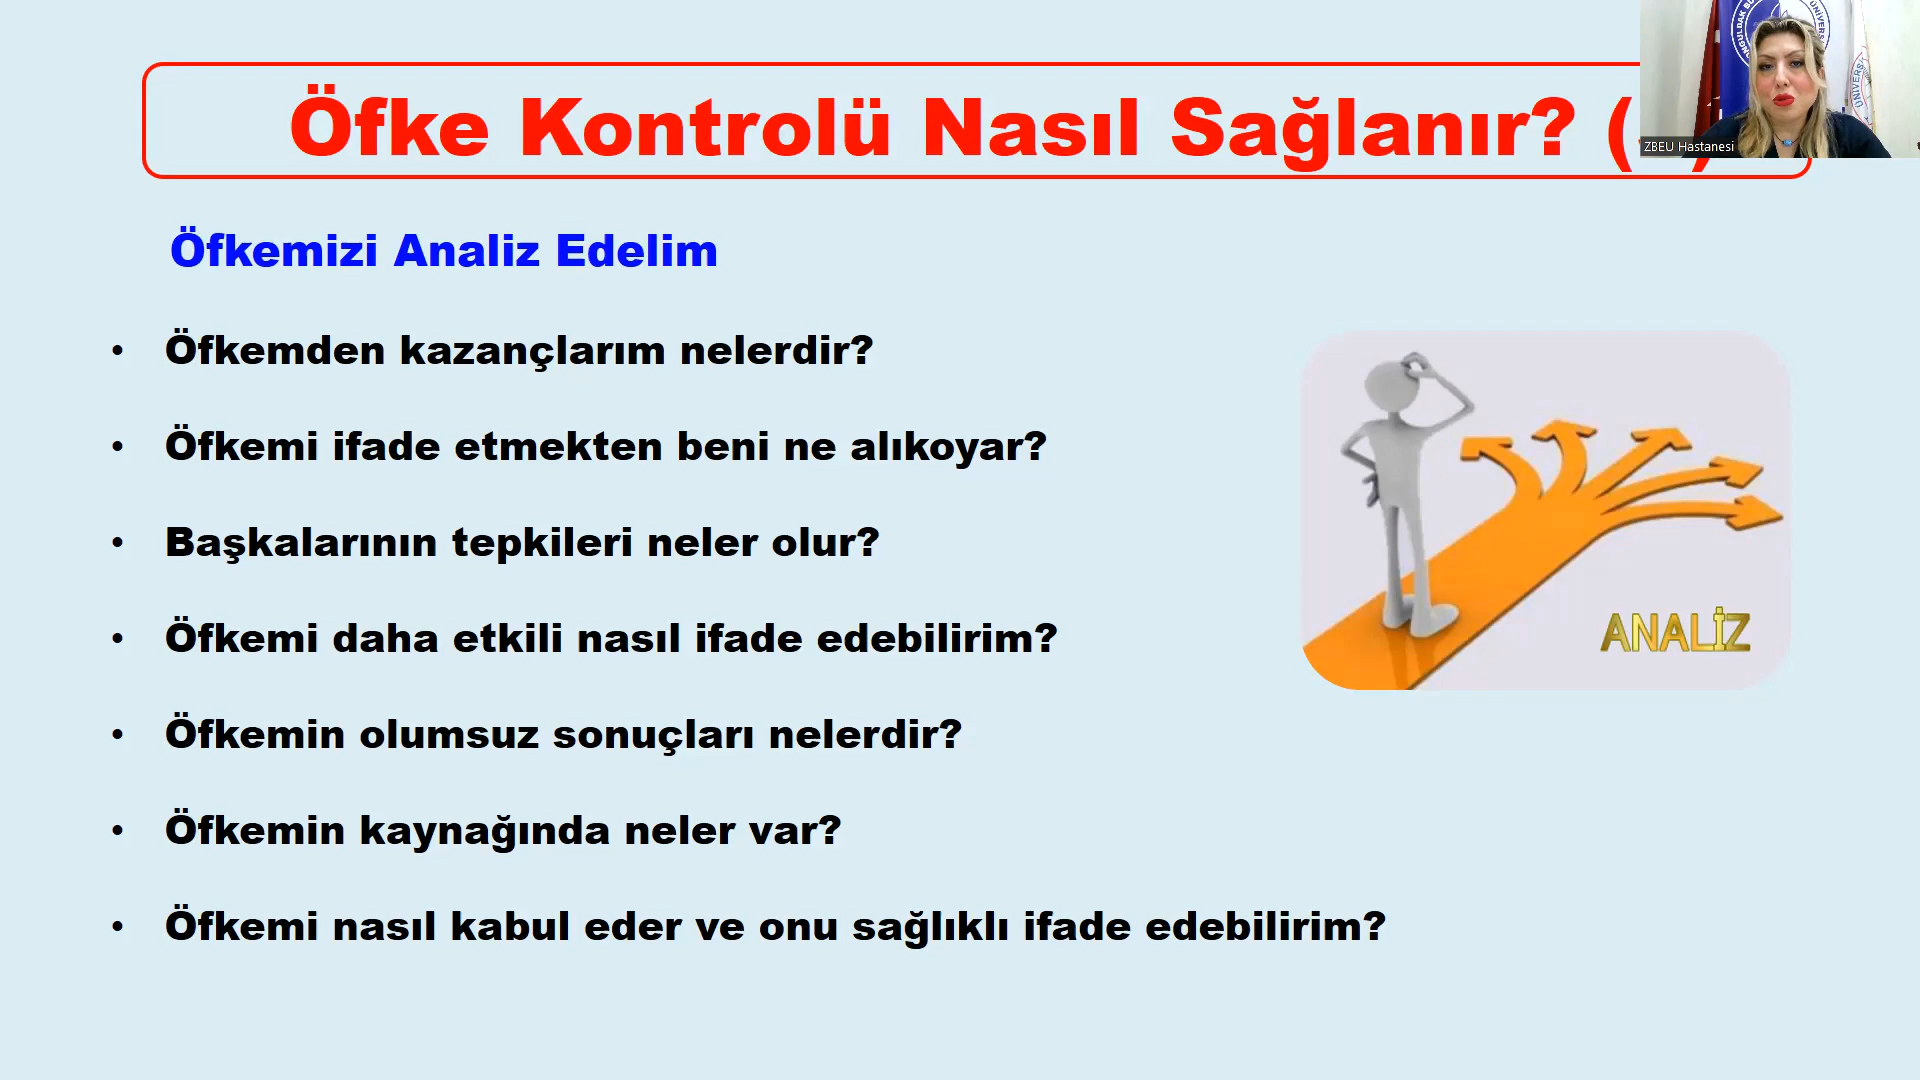 Öfke Kontrolü Nasıl Sağlanır? (
ZBEU Hastanesi
Öfkemizi Analiz Edelim
• Öfkemden kazançlarım nelerdir?
• Öfkemi ifade etmekten beni ne alıkoyar?
• Başkalarının tepkileri neler olur?
• Öfkemi daha etkili nasıl ifade edebilirim?
• Öfkemin olumsuz sonuçları nelerdir?
• Öfkemin kaynağında neler var?
• Öfkemi nasıl kabul eder ve onu sağlıklı ifade edebilirim?
ANALİZ